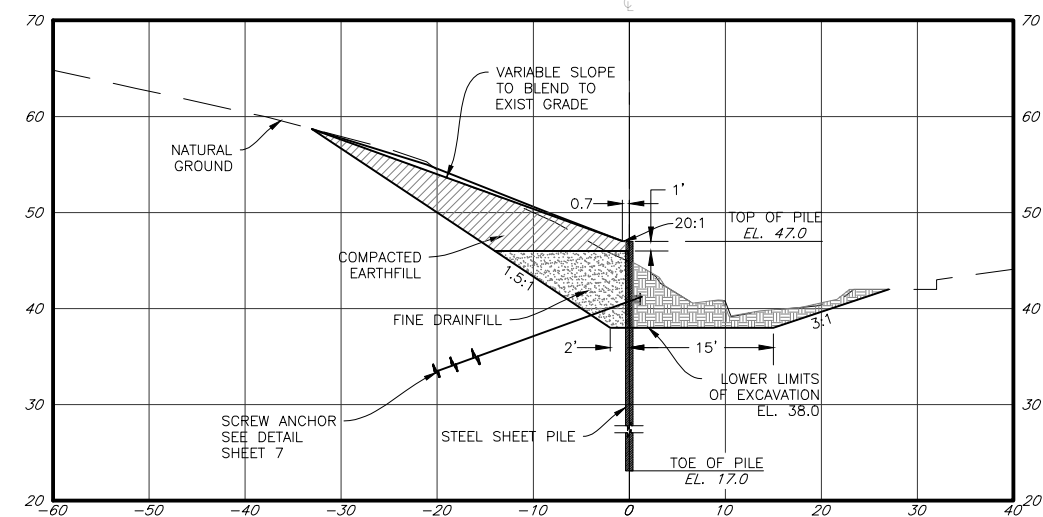 ℄
70
70
VARIABLE SLOPE
TO BLEND TO
EXIST GRADE
60
60
NATURAL
GROUND
0.7
1'
20:1
TOP OF PILE
EL. 47.0
50
50
COMPACTED
EARTHFILL
1.5:1
FINE DRAINFILL
40
40
3:1
2'
15'
LOWER LIMITS
OF EXCAVATION
EL. 38.0
30
30
SCREW ANCHOR
SEE DETAIL
SHEET 7
STEEL SHEET PILE
TOE OF PILE
EL. 17.0
20
20
-60
-50
-40
-30
-20
-10
0
10
20
30
40